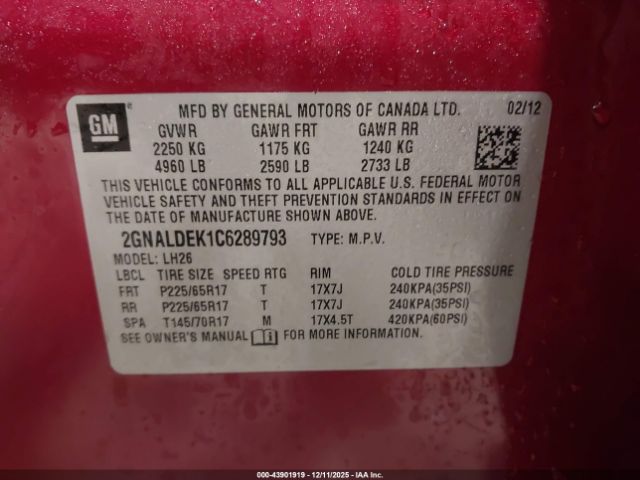 GM
MFD BY GENERAL MOTORS OF CANADA LTD. 02/12
GVWR GAWR FRT GAWR RR
2250 KG 1175 KG 1240 KG
4960 LB 2590 LB 2733 LB
THIS VEHICLE CONFORMS TO ALL APPLICABLE U.S. FEDERAL MOTOR
VEHICLE SAFETY AND THEFT PREVENTION STANDARDS IN EFFECT ON
THE DATE OF MANUFACTURE SHOWN ABOVE.
2GNALDEK1C6289793 TYPE: M.P.V.
MODEL: LH26
LBCL TIRE SIZE SPEED RTG RIM COLD TIRE PRESSURE
FRT P225/65R17 T 17X7J 240KPA(35PSI)
RR P225/65R17 T 17X7J 240KPA(35PSI)
SPA T145/70R17 M 17X4.5T 420KPA(60PSI)
SEE OWNER'S MANUAL FOR MORE INFORMATION.
000-43901919 - 12/11/2025 - IAA Inc.